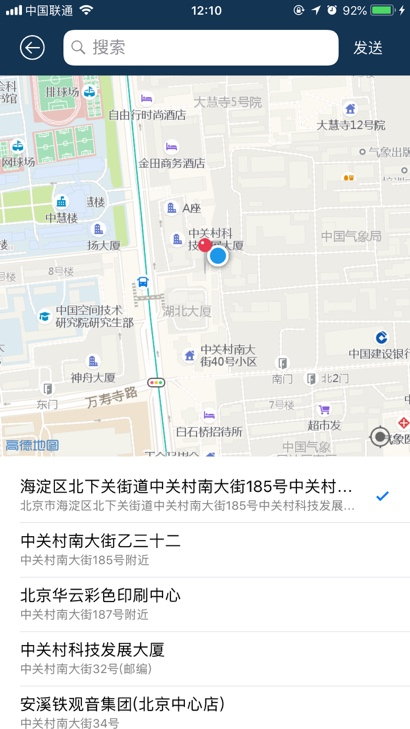 中国联通
12:10
92%
搜索
发送
排球场
自由行时尚酒店
大慧寺5号院
大慧寺12号院
书馆
网球场
金田商务酒店
气象出版
慧楼
中慧楼
A座
扬大厦
中关村科
大厦
中国气象局
8号楼
中国空间技术
研究院研究生部
湖北大厦
中关村南大
街40号小区
中国建设银行
神舟大厦
南门
北2门
东门
万寿寺路
7号楼
超市发
白石桥招待所
中国气象
高德地图
海淀区北下关街道中关村南大街185号中关村...
北京市海淀区北下关街道中关村南大街185号中关村科技发展...
中关村南大街乙三十二
中关村南大街185号附近
北京华云彩色印刷中心
中关村南大街187号附近
中关村科技发展大厦
中关村南大街32号(邮编)
安溪铁观音集团(北京中心店)
中关村南大街34号